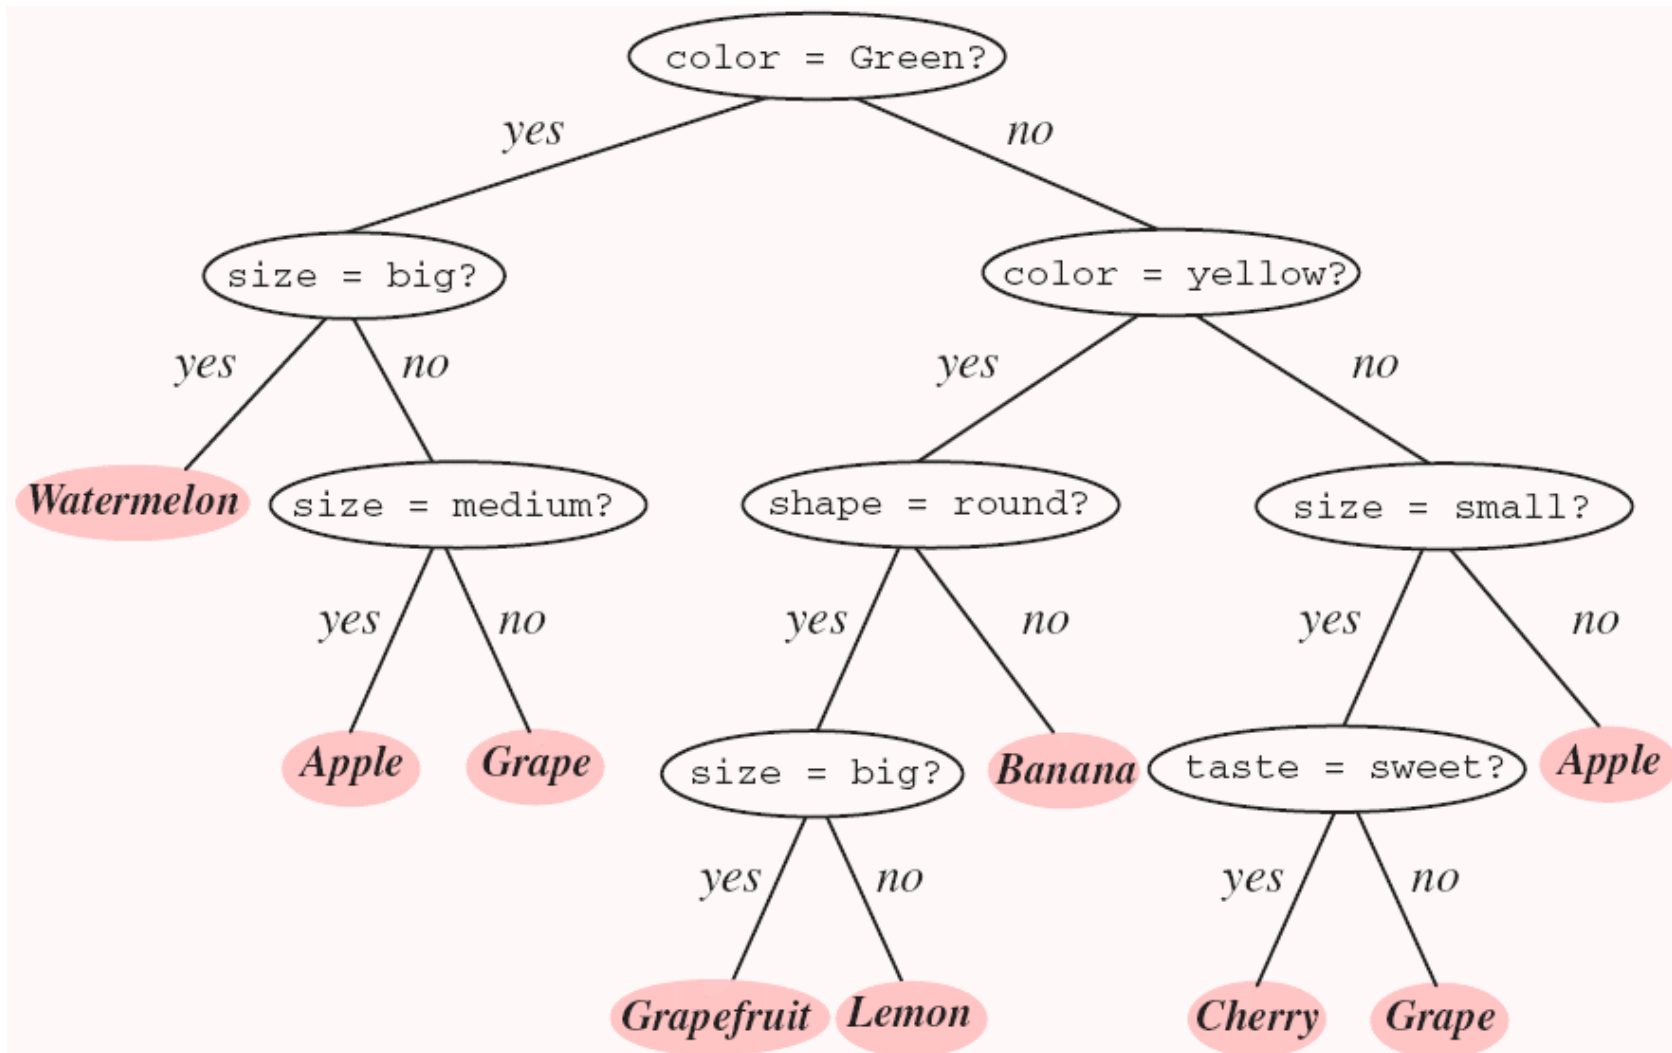 color = Green?
yes
no
size = big?
color = yellow?
yes
no
yes
no
Watermelon
size = medium?
shape = round?
size = small?
yes
no
yes
no
yes
no
Apple
Grape
size = big?
Banana
taste = sweet?
Apple
yes
no
yes
no
Grapefruit
Lemon
Cherry
Grape